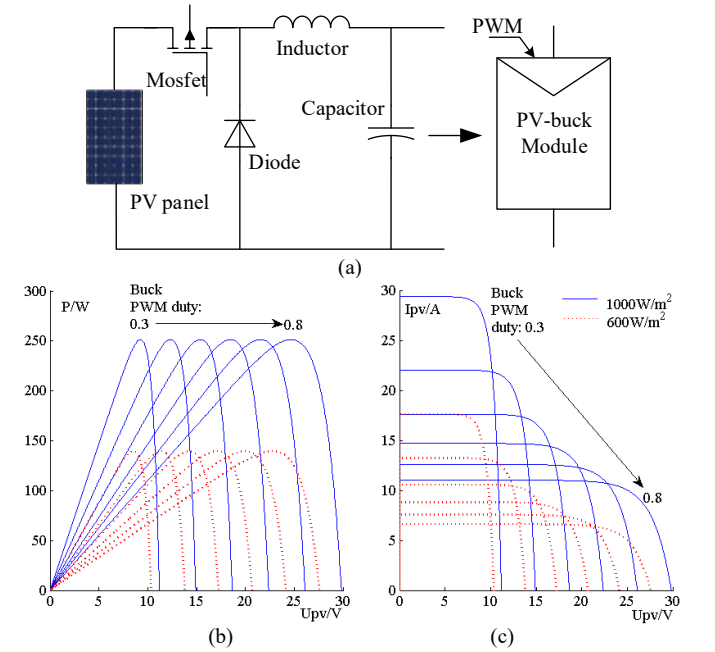 PWM
Inductor
Mosfet
Capacitor
PV-buck
Module
Diode
PV panel
(a)
300
250
200
150
100
50
0
P/W
Buck
PWM duty:
0.3
0.8
0
5
10
15
20
25
30
Upv/V
(b)
30
25
20
15
10
5
0
Ipv/A
Buck
PWM
duty: 0.3
1000W/m²
600W/m²
0.8
0
5
10
15
20
25
30
Upv/V
(c)